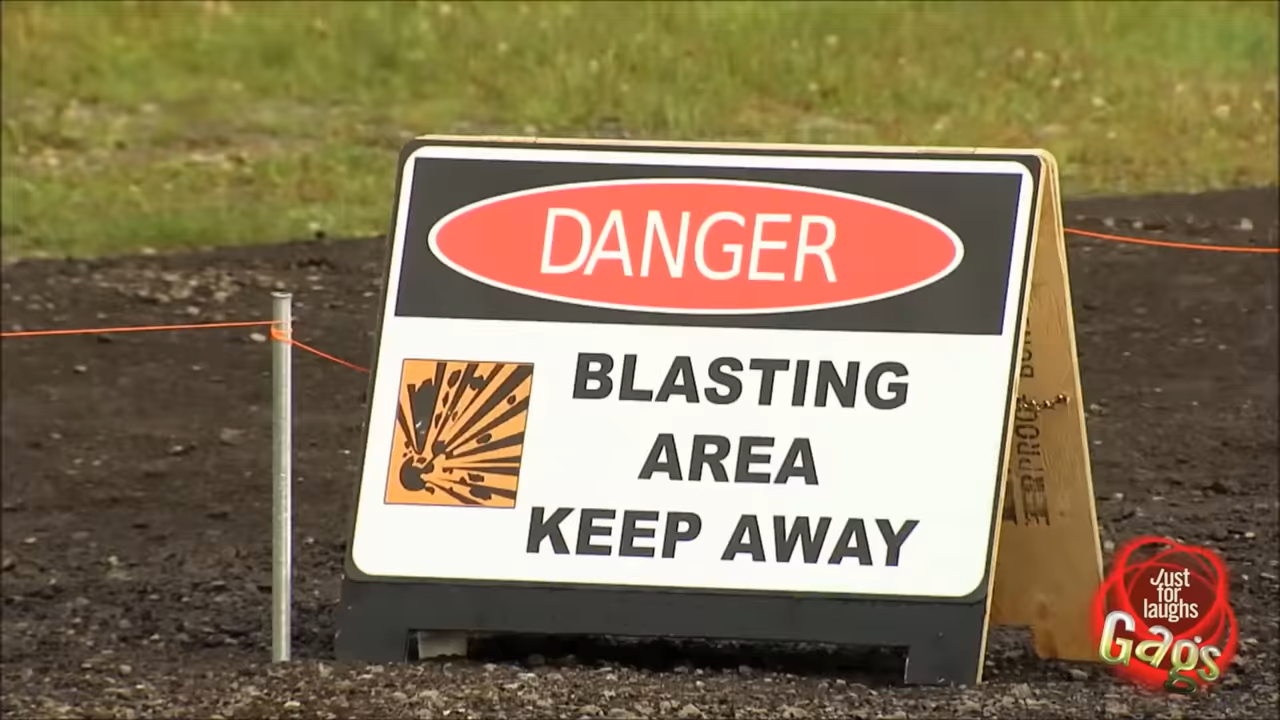 DANGER
BLASTING
AREA
KEEP AWAY
Just
for
laughs
Gags